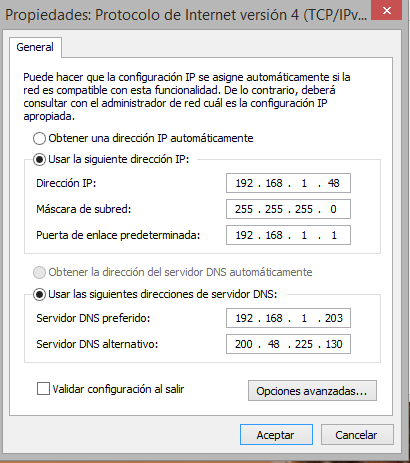 Propiedades: Protocolo de Internet versión 4 (TCP/IPv...
General
Puede hacer que la configuración IP se asigne automáticamente si la
red es compatible con esta funcionalidad. De lo contrario, deberá
consultar con el administrador de red cuál es la configuración IP
apropiada.
Obtener una dirección IP automáticamente
Usar la siguiente dirección IP:
Dirección IP: 192 . 168 . 1 . 48
Máscara de subred: 255 . 255 . 255 . 0
Puerta de enlace predeterminada: 192 . 168 . 1 . 1
Obtener la dirección del servidor DNS automáticamente
Usar las siguientes direcciones de servidor DNS:
Servidor DNS preferido: 192 . 168 . 1 . 203
Servidor DNS alternativo: 200 . 48 . 225 . 130
Validar configuración al salir
Opciones avanzadas...
Aceptar Cancelar